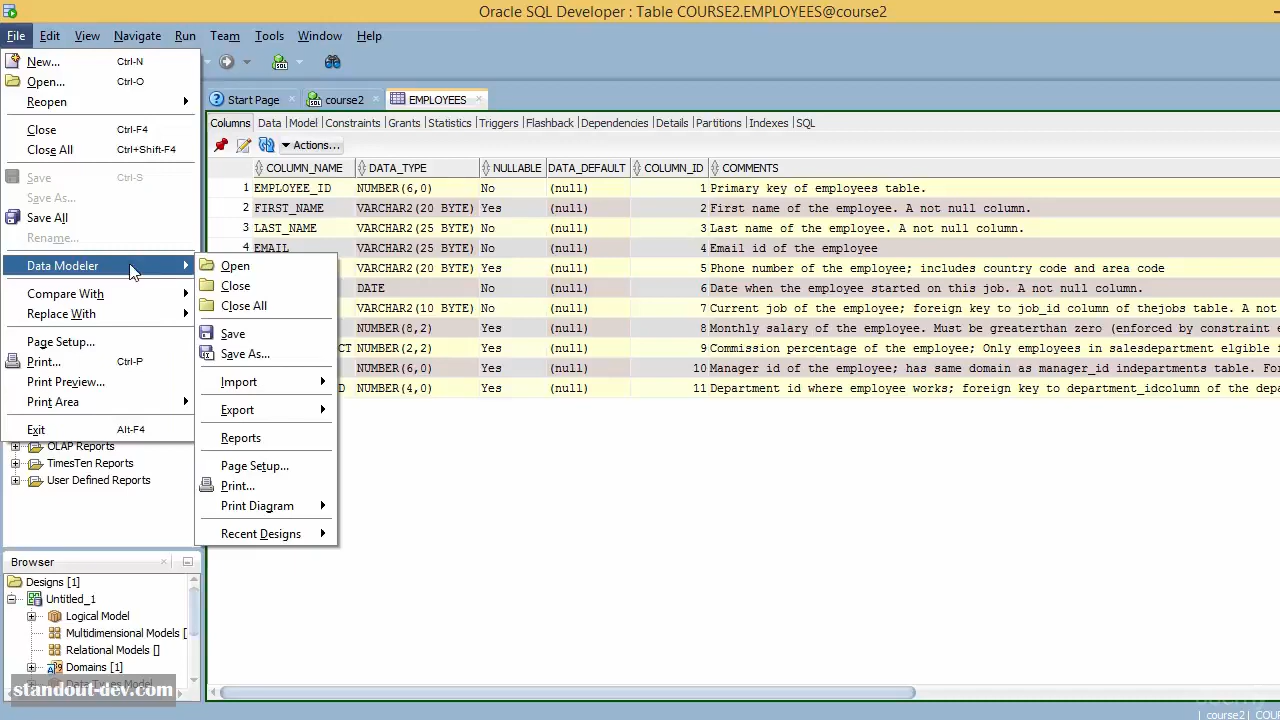 Oracle SQL Developer : Table COURSE2.EMPLOYEES@course2
File Edit View Navigate Run Team Tools Window Help
New... Ctrl-N
Open... Ctrl-O
Reopen
Close Ctrl-F4
Close All Ctrl+Shift-F4
Save Ctrl-S
Save As...
Save All
Rename...
Data Modeler
Compare With
Replace With
Page Setup...
Print... Ctrl-P
Print Preview...
Print Area
Exit Alt-F4
Open
Close
Close All
Save
Save As...
Import
Export
Reports
Page Setup...
Print...
Print Diagram
Recent Designs
Start Page course2 EMPLOYEES
Columns Data Model Constraints Grants Statistics Triggers Flashback Dependencies Details Partitions Indexes SQL
Actions...
COLUMN_NAME DATA_TYPE NULLABLE DATA_DEFAULT COLUMN_ID COMMENTS
1 EMPLOYEE_ID NUMBER(6,0) No (null) 1 Primary key of employees table.
2 FIRST_NAME VARCHAR2(20 BYTE) Yes (null) 2 First name of the employee. A not null column.
3 LAST_NAME VARCHAR2(25 BYTE) No (null) 3 Last name of the employee. A not null column.
4 EMAIL VARCHAR2(25 BYTE) No (null) 4 Email id of the employee
VARCHAR2(20 BYTE) Yes (null) 5 Phone number of the employee; includes country code and area code
DATE No (null) 6 Date when the employee started on this job. A not null column.
VARCHAR2(10 BYTE) No (null) 7 Current job of the employee; foreign key to job_id column of thejobs table. A not
NUMBER(8,2) Yes (null) 8 Monthly salary of the employee. Must be greaterthan zero (enforced by constraint
CT NUMBER(2,2) Yes (null) 9 Commission percentage of the employee; Only employees in salesdepartment elgible
NUMBER(6,0) Yes (null) 10 Manager id of the employee; has same domain as manager_id indepartments table. Fo
D NUMBER(4,0) Yes (null) 11 Department id where employee works; foreign key to department_idcolumn of the
OLAP Reports
TimesTen Reports
User Defined Reports
Browser
Designs [1]
Untitled_1
Logical Model
Multidimensional Models [
Relational Models []
Domains [1]
Data Types Model
standout-dev.com
course2